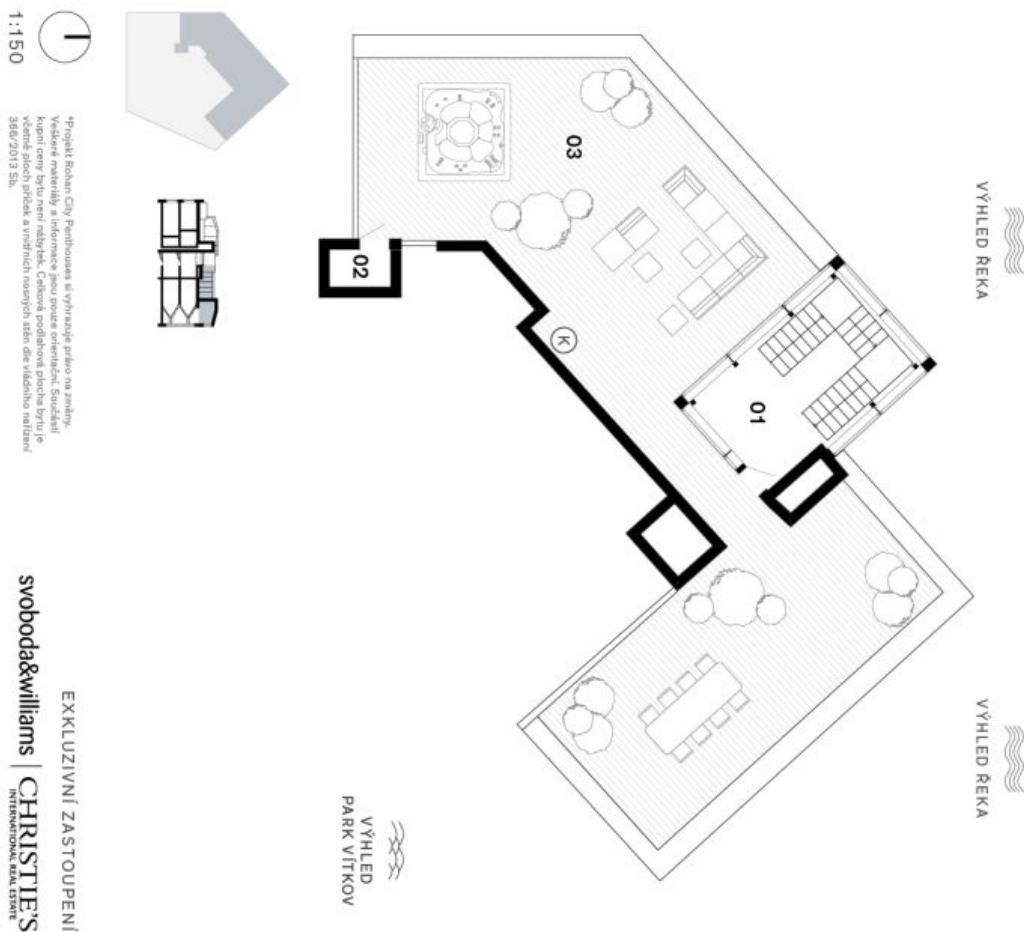 VÝHLED ŘEKA
VÝHLED ŘEKA
03
02
K
01
VÝHLED
PARK VÍTKOV
1:150
*Projekt Rohan City Penthouses si vyhrazuje právo na změny.
Veškeré materiály a informace jsou pouze orientační. Součástí
kupní ceny bytu není nábytek. Celková podlahová plocha bytu je
včetně ploch příček a vnitřních nosných stěn dle vládního nařízení
366/2013 Sb.
EXKLUZIVNÍ ZASTOUPENÍ
svoboda&williams | CHRISTIE'S
INTERNATIONAL REAL ESTATE